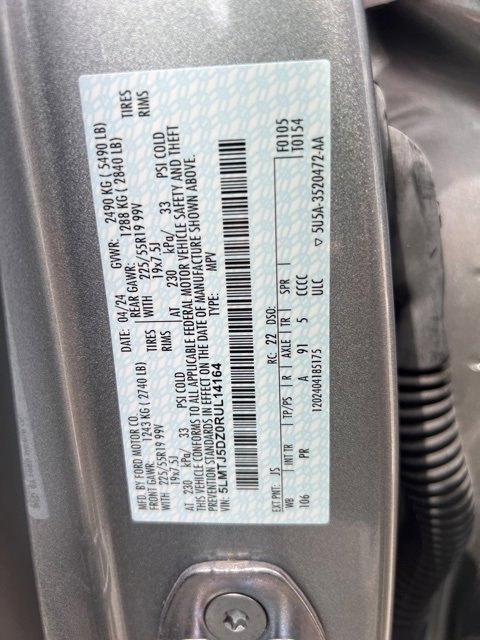 MFD. BY FORD MOTOR CO. DATE: 04/24 GVWR: 2490 KG ( 5490 LB)
FRONT GAWR: 1243 KG ( 2740 LB) REAR GAWR: 1288 KG ( 2840 LB)
WITH 225/55R19 99V WITH 225/55R19 99V TIRES
19x7.5J 19x7.5J RIMS
AT 230 kPa/ 33 PSI COLD AT 230 kPa/ 33 PSI COLD
THIS VEHICLE CONFORMS TO ALL APPLICABLE FEDERAL MOTOR VEHICLE SAFETY AND THEFT
PREVENTION STANDARDS IN EFFECT ON THE DATE OF MANUFACTURE SHOWN ABOVE.
VIN: 5LMTJ5DZ0RUL14164 TYPE: MPV
F0105
T0154
EXT PNT: JS RC: 22 DSO:
WB INT TR TP/PS R AXLE TR SPR
106 PR A 91 5 CCCC
120240418S175 ULC
▽ 5U5A-3520472-AA